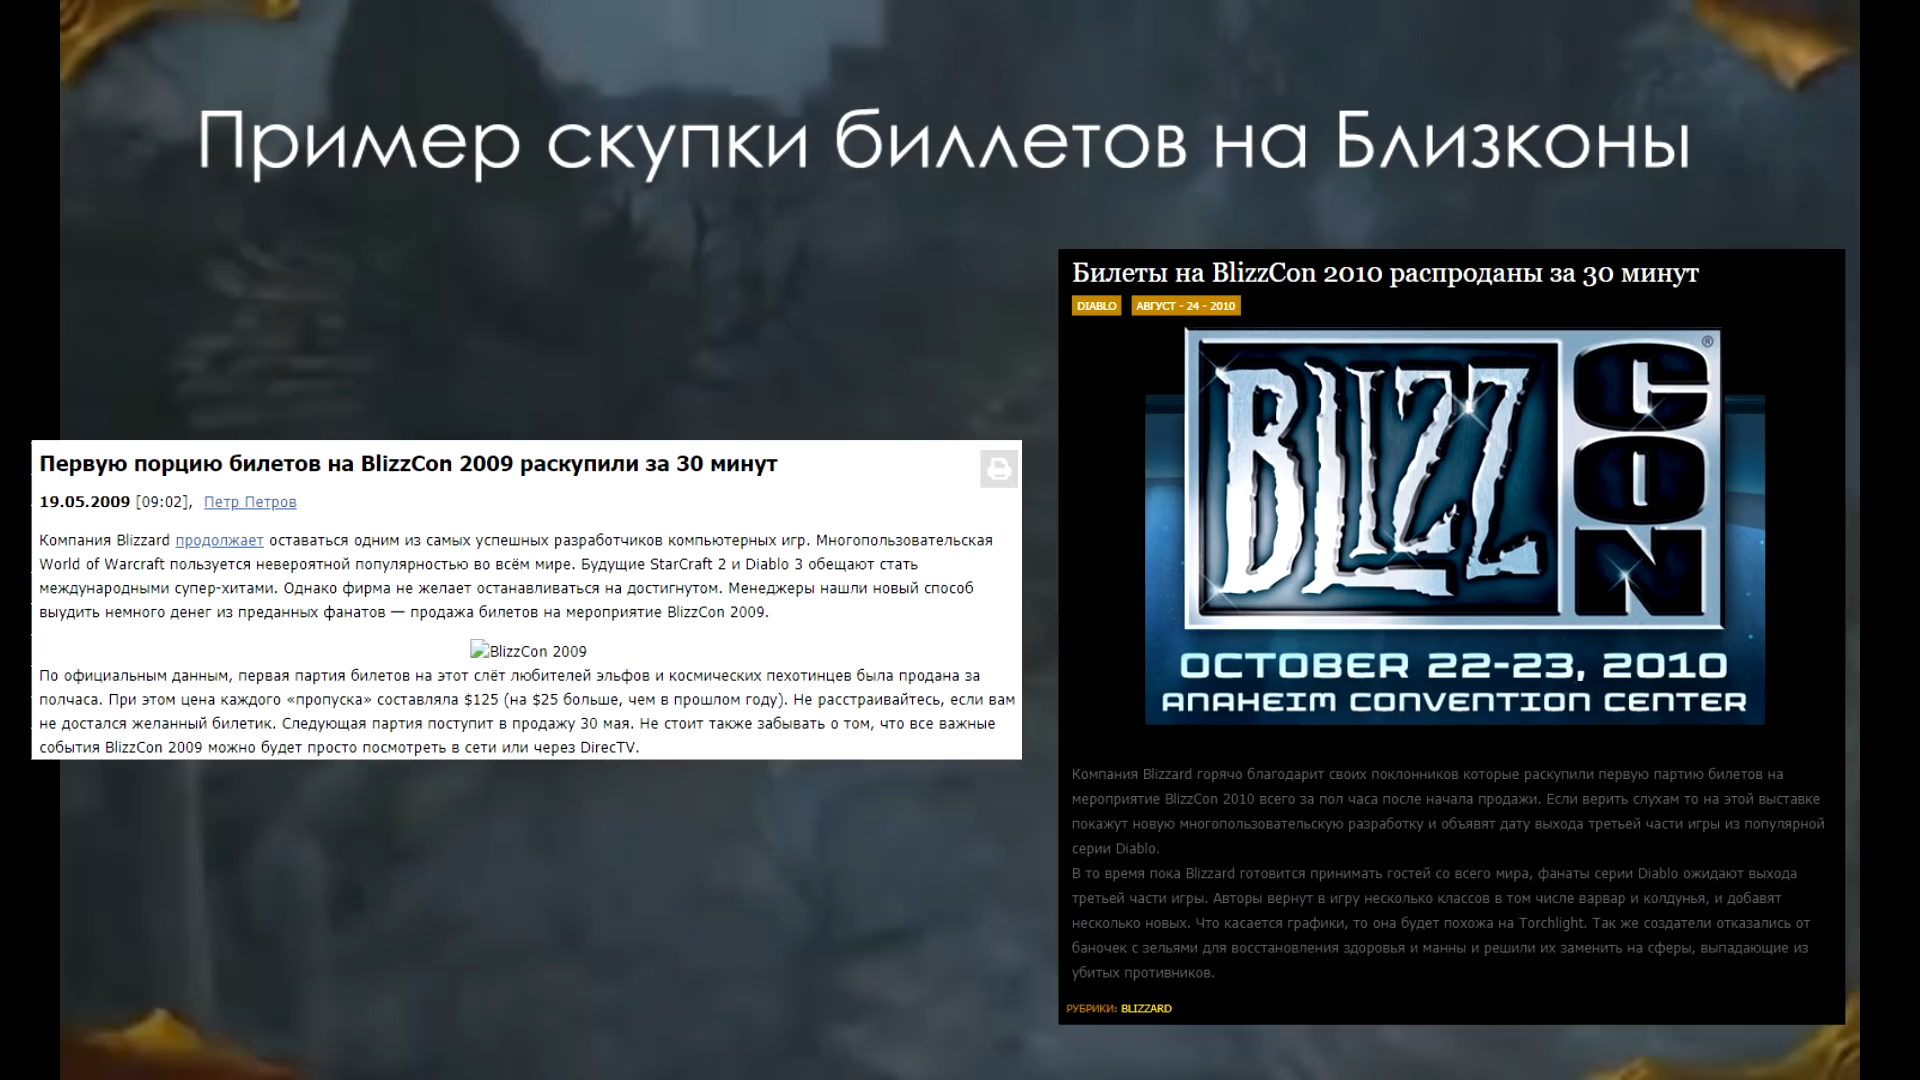 Пример скупки биллетов на Близконы
Первую порцию билетов на BlizzCon 2009 раскупили за 30 минут
19.05.2009 [09:02], Петр Петров
Компания Blizzard продолжает оставаться одним из самых успешных разработчиков компьютерных игр. Многопользовательская
World of Warcraft пользуется невероятной популярностью во всём мире. Будущие StarCraft 2 и Diablo 3 обещают стать
международными супер-хитами. Однако фирма не желает останавливаться на достигнутом. Менеджеры нашли новый способ
выудить немного денег из преданных фанатов — продажа билетов на мероприятие BlizzCon 2009.
BlizzCon 2009
По официальным данным, первая партия билетов на этот слёт любителей эльфов и космических пехотинцев была продана за
полчаса. При этом цена каждого «пропуска» составляла $125 (на $25 больше, чем в прошлом году). Не расстраивайтесь, если вам
не достался желанный билетик. Следующая партия поступит в продажу 30 мая. Не стоит также забывать о том, что все важные
события BlizzCon 2009 можно будет просто посмотреть в сети или через DirecTV.
Билеты на BlizzCon 2010 распроданы за 30 минут
DIABLO АВГУСТ - 24 - 2010
BLIZZ CON ®
OCTOBER 22-23, 2010
ANAHEIM CONVENTION CENTER
Компания Blizzard горячо благодарит своих поклонников которые раскупили первую партию билетов на
мероприятие BlizzCon 2010 всего за пол часа после начала продажи. Если верить слухам то на этой выставке
покажут новую многопользовательскую разработку и объявят дату выхода третьей части игры из популярной
серии Diablo.
В то время пока Blizzard готовится принимать гостей со всего мира, фанаты серии Diablo ожидают выхода
третьей части игры. Авторы вернут в игру несколько классов в том числе варвар и колдунья, и добавят
несколько новых. Что касается графики, то она будет похожа на Torchlight. Так же создатели отказались от
баночек с зельями для восстановления здоровья и манны и решили их заменить на сферы, выпадающие из
убитых противников.
РУБРИКИ: BLIZZARD